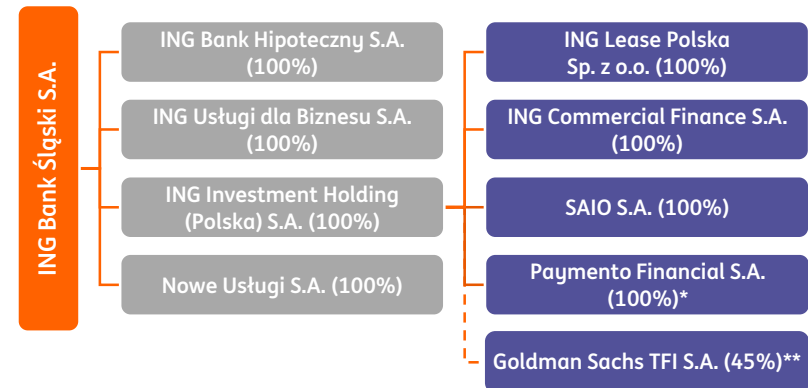 ING Bank Śląski S.A.
ING Bank Hipoteczny S.A.
(100%)
ING Usługi dla Biznesu S.A.
(100%)
ING Investment Holding
(Polska) S.A. (100%)
Nowe Usługi S.A. (100%)
ING Lease Polska
Sp. z o.o. (100%)
ING Commercial Finance S.A.
(100%)
SAIO S.A. (100%)
Paymento Financial S.A.
(100%)*
Goldman Sachs TFI S.A. (45%)**